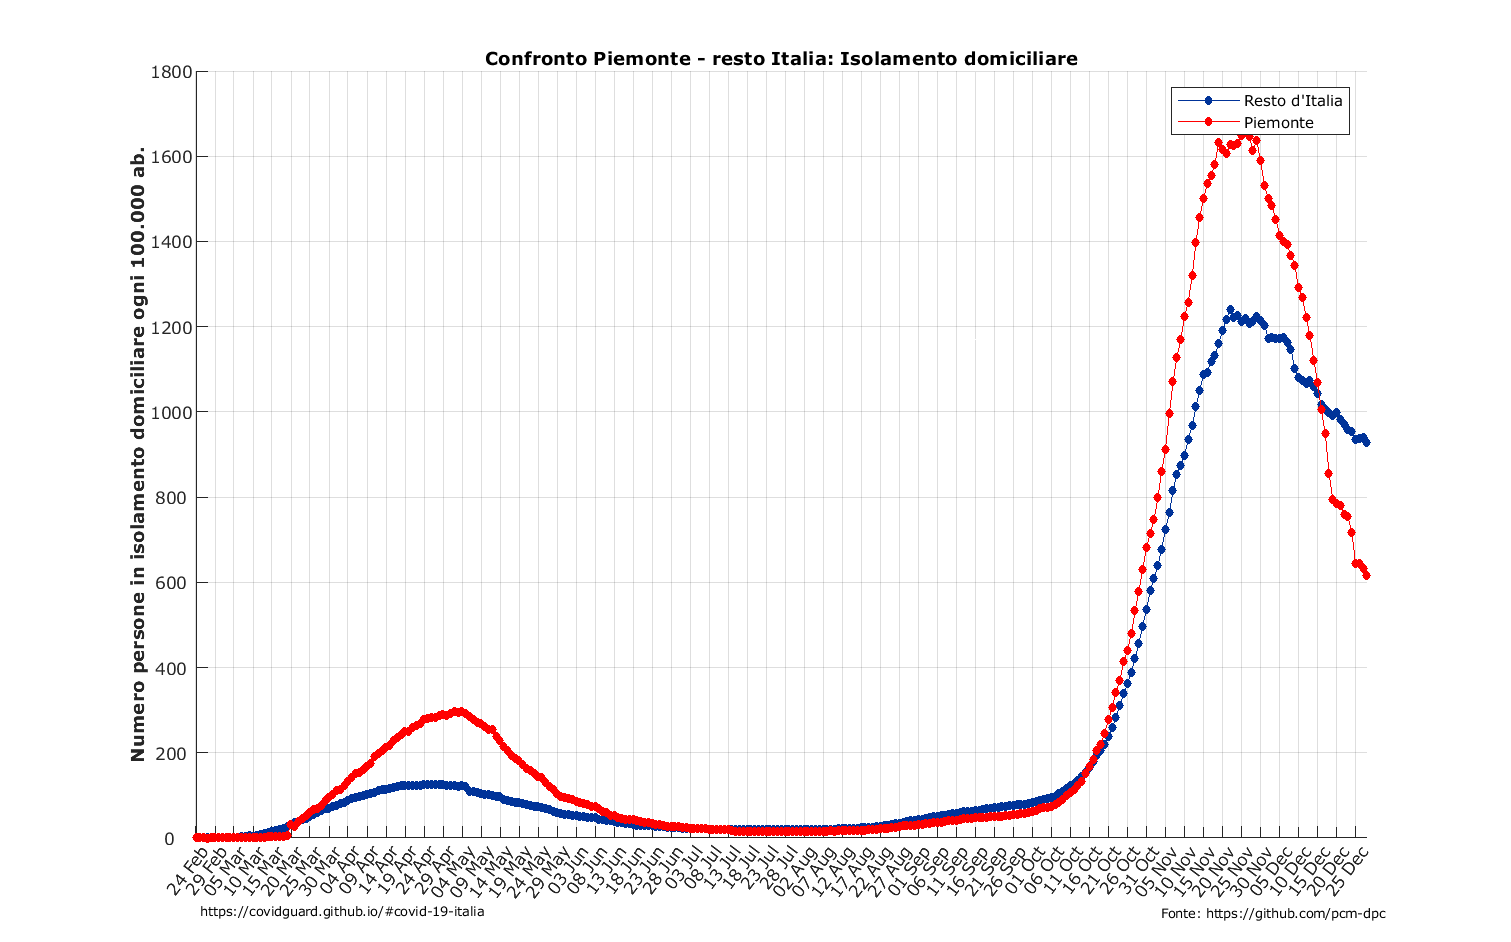 Confronto Piemonte - resto Italia: Isolamento domiciliare
Numero persone in isolamento domiciliare ogni 100.000 ab.
1800
1600
1400
1200
1000
800
600
400
200
0
Resto d'Italia
Piemonte
24 Feb
29 Feb
05 Mar
10 Mar
15 Mar
20 Mar
25 Mar
30 Mar
04 Apr
09 Apr
14 Apr
19 Apr
24 Apr
29 Apr
04 May
09 May
14 May
19 May
24 May
29 May
03 Jun
08 Jun
13 Jun
18 Jun
23 Jun
28 Jun
03 Jul
08 Jul
13 Jul
18 Jul
23 Jul
28 Jul
02 Aug
07 Aug
12 Aug
17 Aug
22 Aug
27 Aug
01 Sep
06 Sep
11 Sep
16 Sep
21 Sep
26 Sep
01 Oct
06 Oct
11 Oct
16 Oct
21 Oct
26 Oct
31 Oct
05 Nov
10 Nov
15 Nov
20 Nov
25 Nov
30 Nov
05 Dec
10 Dec
15 Dec
20 Dec
25 Dec
https://covidguard.github.io/#covid-19-italia
Fonte: https://github.com/pcm-dpc